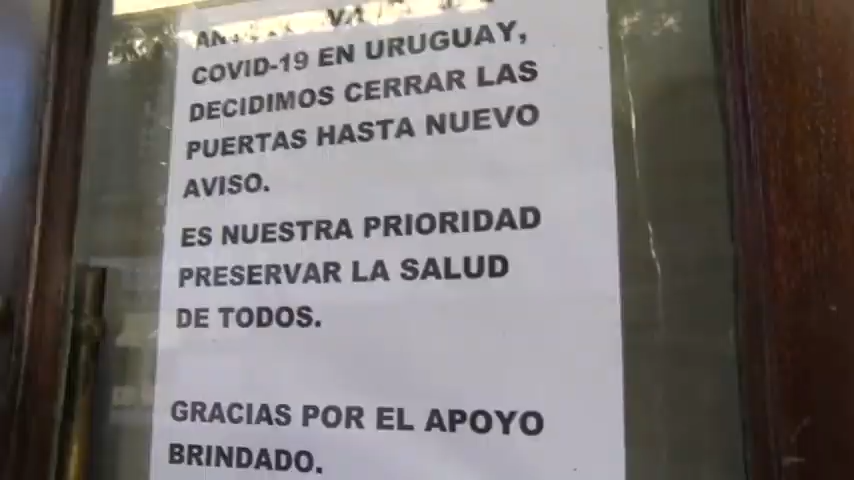 COVID-19 EN URUGUAY,
DECIDIMOS CERRAR LAS
PUERTAS HASTA NUEVO
AVISO.
ES NUESTRA PRIORIDAD
PRESERVAR LA SALUD
DE TODOS.
GRACIAS POR EL APOYO
BRINDADO.